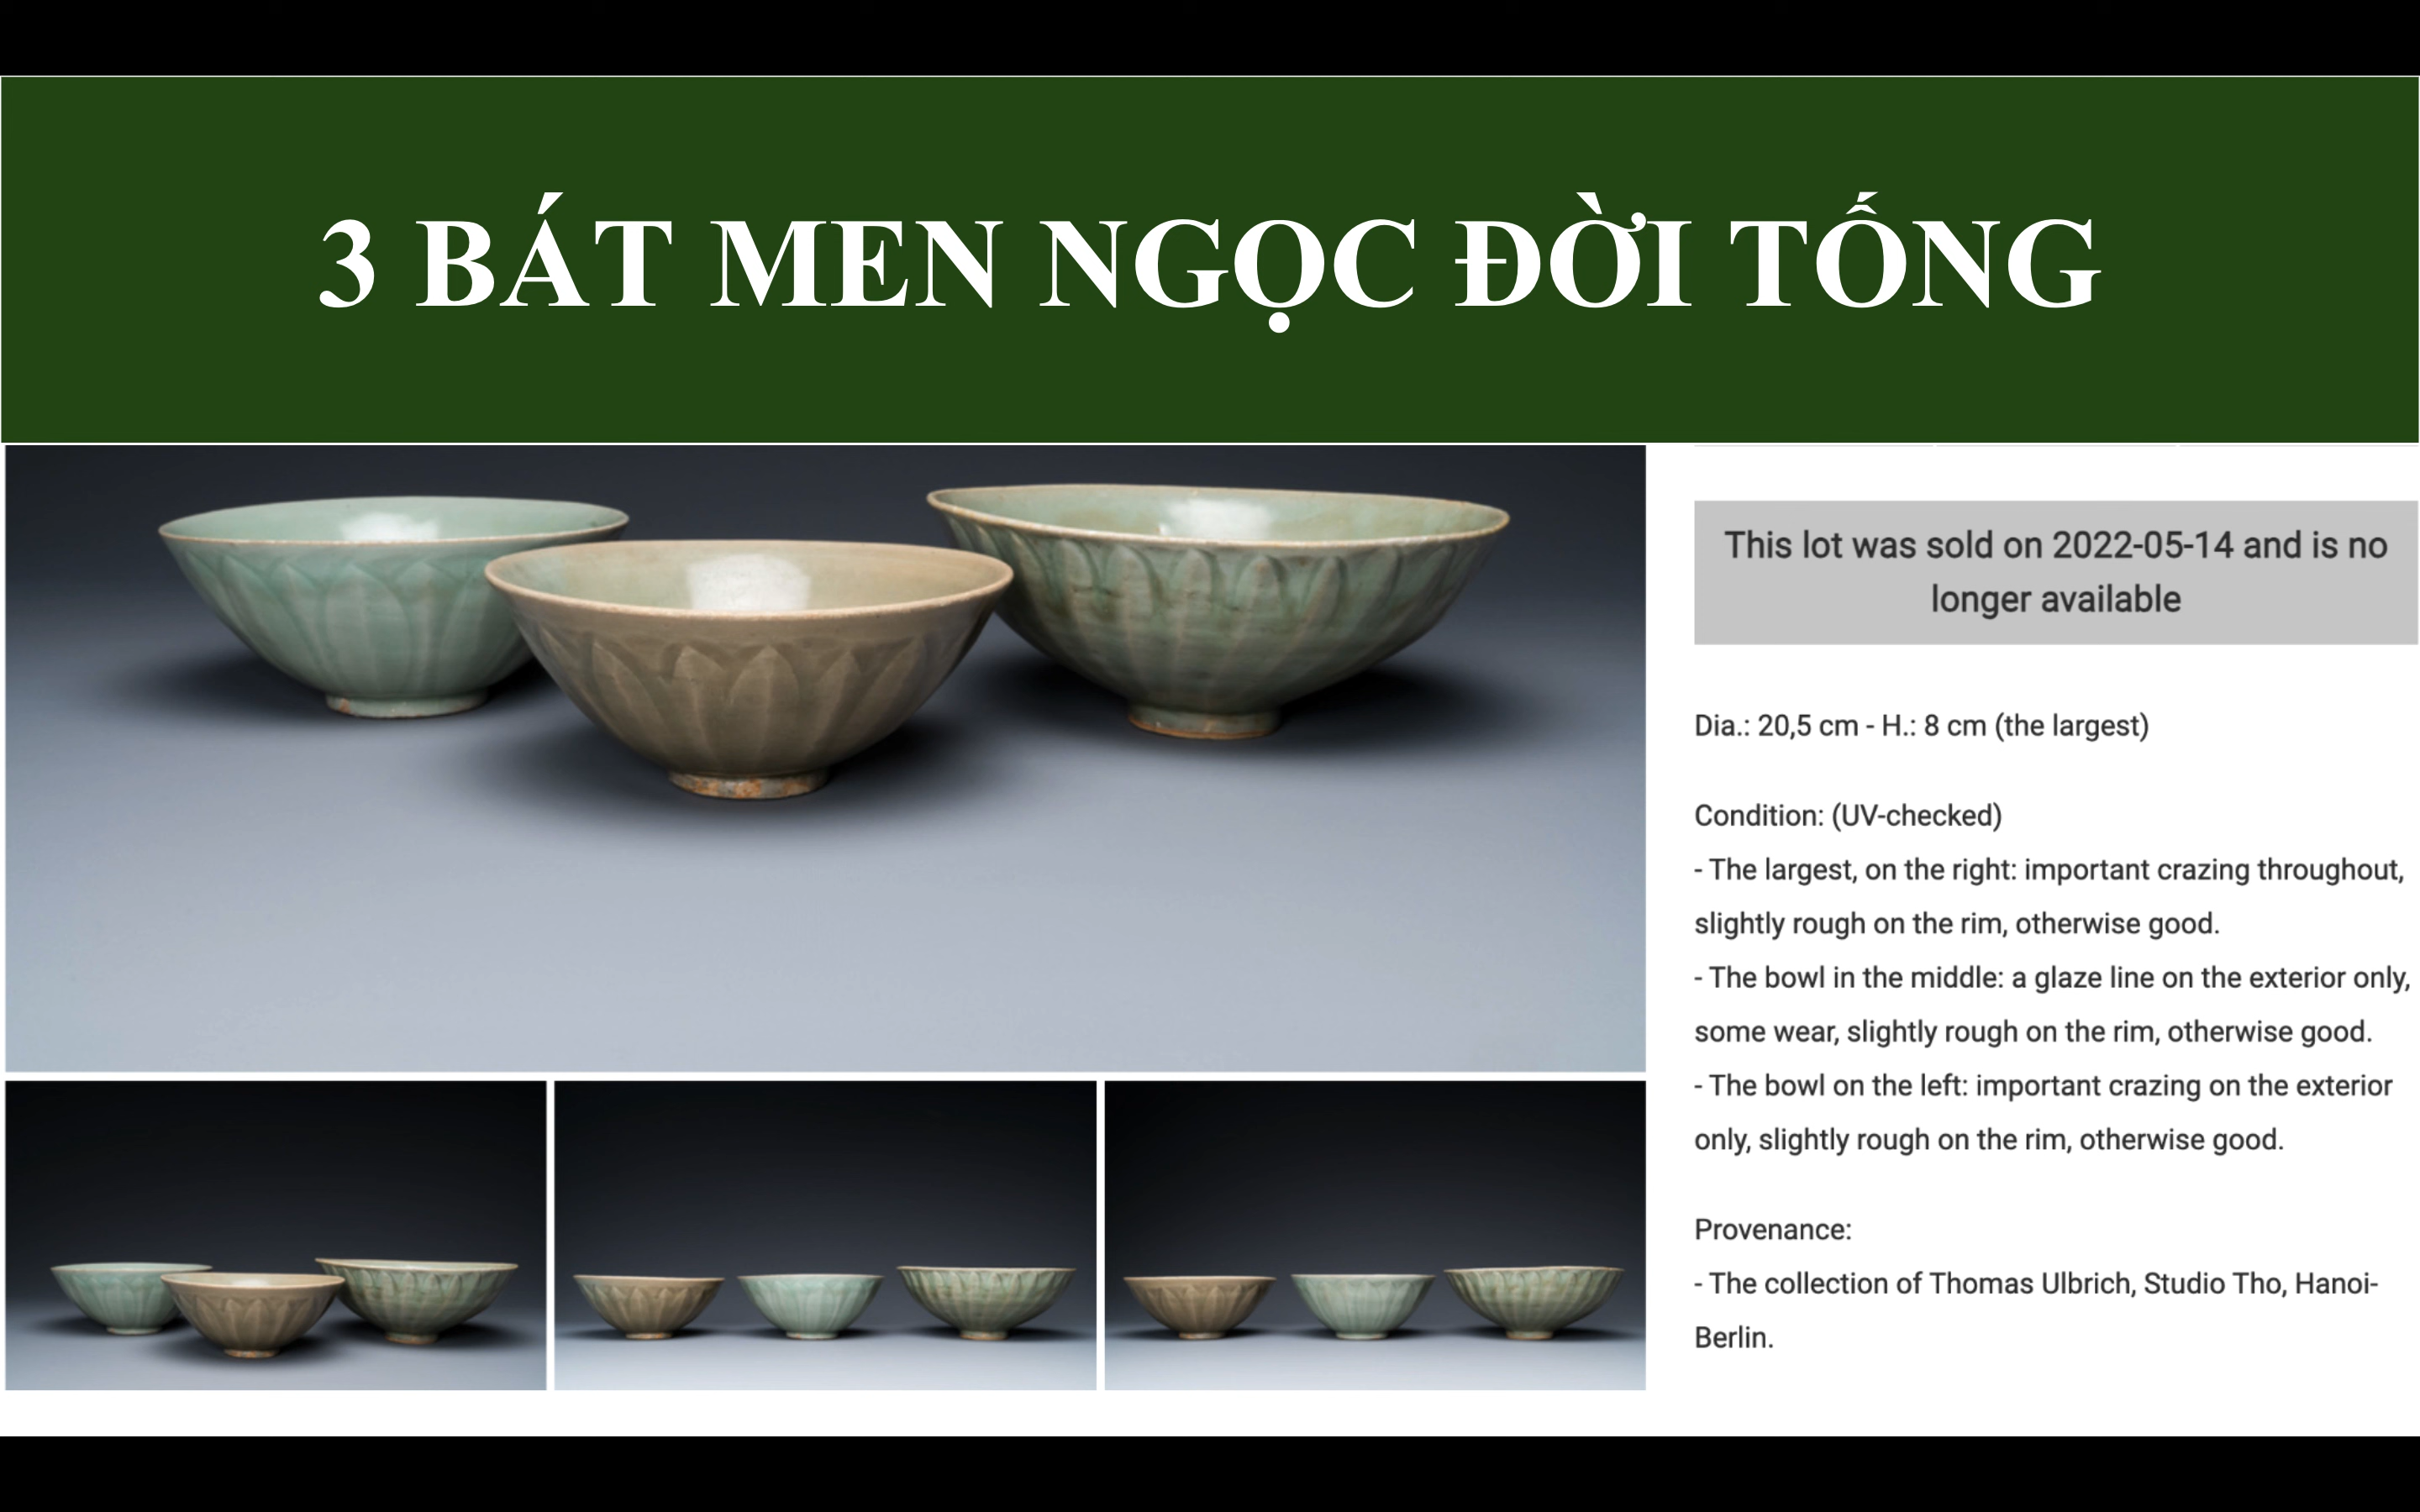 3 BÁT MEN NGỌC ĐỜI TỐNG
This lot was sold on 2022-05-14 and is no
longer available
Dia.: 20,5 cm - H.: 8 cm (the largest)
Condition: (UV-checked)
- The largest, on the right: important crazing throughout,
slightly rough on the rim, otherwise good.
- The bowl in the middle: a glaze line on the exterior only,
some wear, slightly rough on the rim, otherwise good.
- The bowl on the left: important crazing on the exterior
only, slightly rough on the rim, otherwise good.
Provenance:
- The collection of Thomas Ulbrich, Studio Tho, Hanoi-
Berlin.